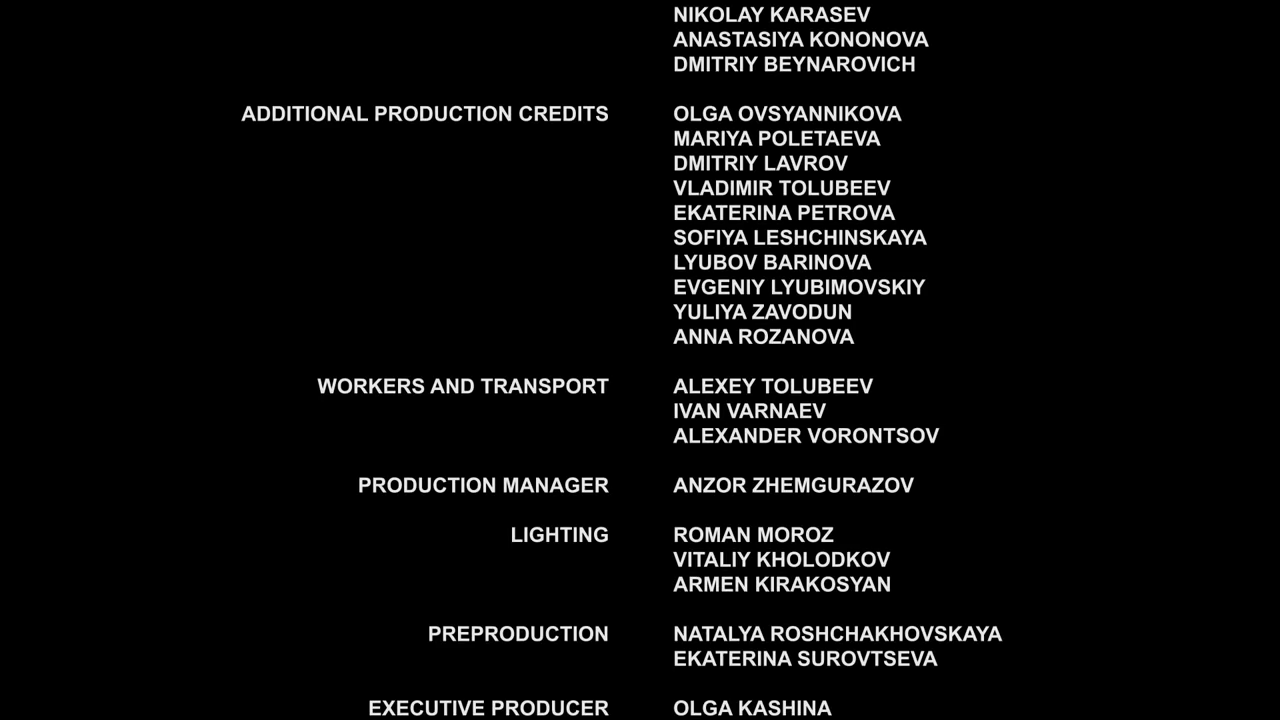 NIKOLAY KARASEV
ANASTASIYA KONONOVA
DMITRIY BEYNAROVICH
ADDITIONAL PRODUCTION CREDITS OLGA OVSYANNIKOVA
MARIYA POLETAEVA
DMITRIY LAVROV
VLADIMIR TOLUBEEV
EKATERINA PETROVA
SOFIYA LESHCHINSKAYA
LYUBOV BARINOVA
EVGENIY LYUBIMOVSKIY
YULIYA ZAVODUN
ANNA ROZANOVA
WORKERS AND TRANSPORT ALEXEY TOLUBEEV
IVAN VARNAEV
ALEXANDER VORONTSOV
PRODUCTION MANAGER ANZOR ZHEMGURAZOV
LIGHTING ROMAN MOROZ
VITALIY KHOLODKOV
ARMEN KIRAKOSYAN
PREPRODUCTION NATALYA ROSHCHAKHOVSKAYA
EKATERINA SUROVTSEVA
EXECUTIVE PRODUCER OLGA KASHINA